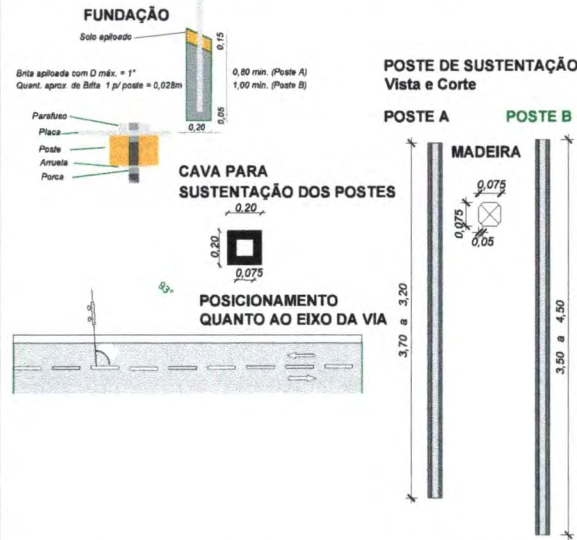 FUNDAÇÃO
Solo apiloado
Brita apiloada com D máx. = 1"
Quant. aprox. de Brita 1 p/ poste = 0,028m
0,15
0,80 min. (Poste A)
1,00 min. (Poste B)
0,05
0,20
Parafuso
Placa
Poste
Arruela
Porca
CAVA PARA
SUSTENTAÇÃO DOS POSTES
0,20
0,20
0,075
93°
POSICIONAMENTO
QUANTO AO EIXO DA VIA
POSTE DE SUSTENTAÇÃO
Vista e Corte
POSTE A
POSTE B
MADEIRA
0,075
0,075
0,05
3,70 a 3,20
3,50 a 4,50